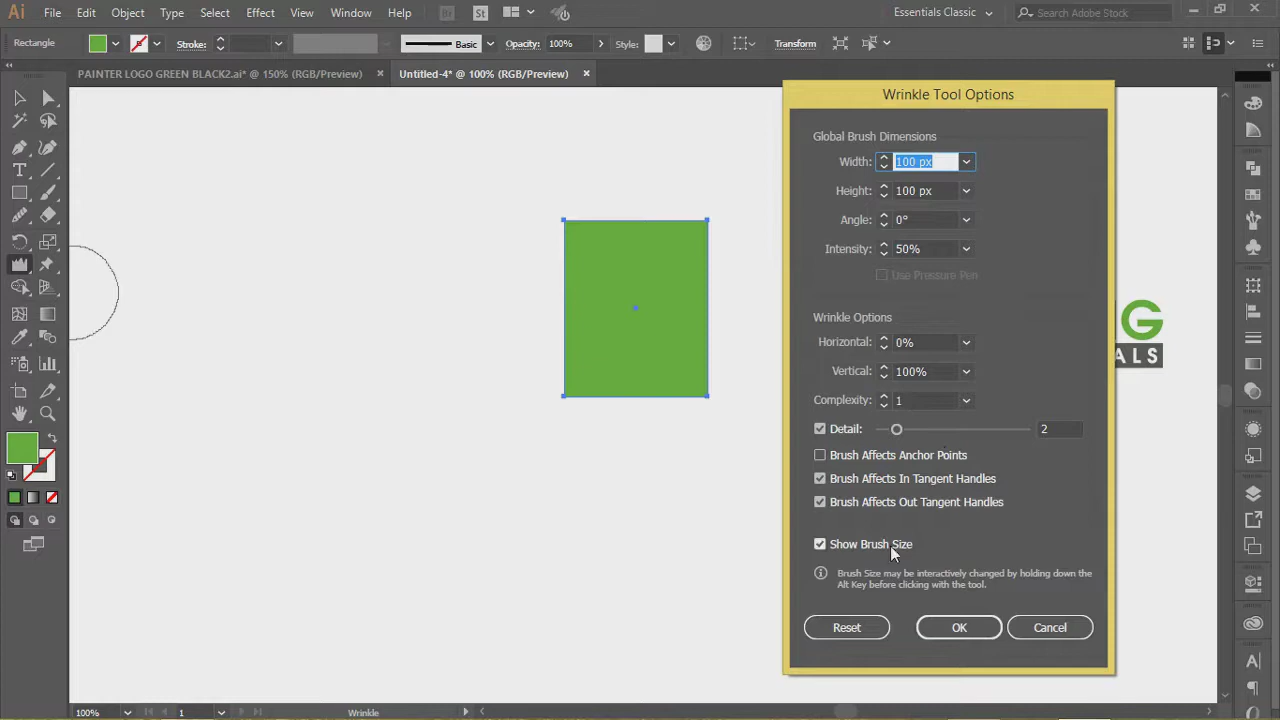 Ai File Edit Object Type Select Effect View Window Help Br St Essentials Classic Search Adobe Stock
Rectangle Stroke: Basic Opacity: 100% Style: Transform
PAINTER LOGO GREEN BLACK2.ai* @ 150% (RGB/Preview) × Untitled-4* @ 100% (RGB/Preview) ×
Wrinkle Tool Options
Global Brush Dimensions
Width: 100 px
Height: 100 px
Angle: 0°
Intensity: 50%
Use Pressure Pen
Wrinkle Options
G
Horizontal: 0%
ALS
Vertical: 100%
Complexity: 1
Detail: 2
Brush Affects Anchor Points
Brush Affects In Tangent Handles
Brush Affects Out Tangent Handles
Show Brush Size
Brush Size may be interactively changed by holding down the
Alt Key before clicking with the tool.
Reset OK Cancel
100% 1 Wrinkle